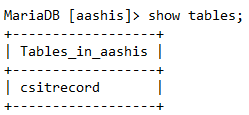 MariaDB [aashis]> show tables;
+------------------+
| Tables_in_aashis |
+------------------+
| csitrecord       |
+------------------+